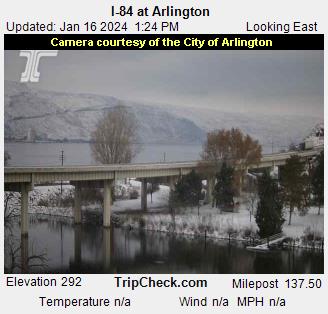 I-84 at Arlington
Updated: Jan 16 2024 1:24 PM Looking East
Camera courtesy of the City of Arlington
Elevation 292 TripCheck.com Milepost 137.50
Temperature n/a Wind n/a MPH n/a